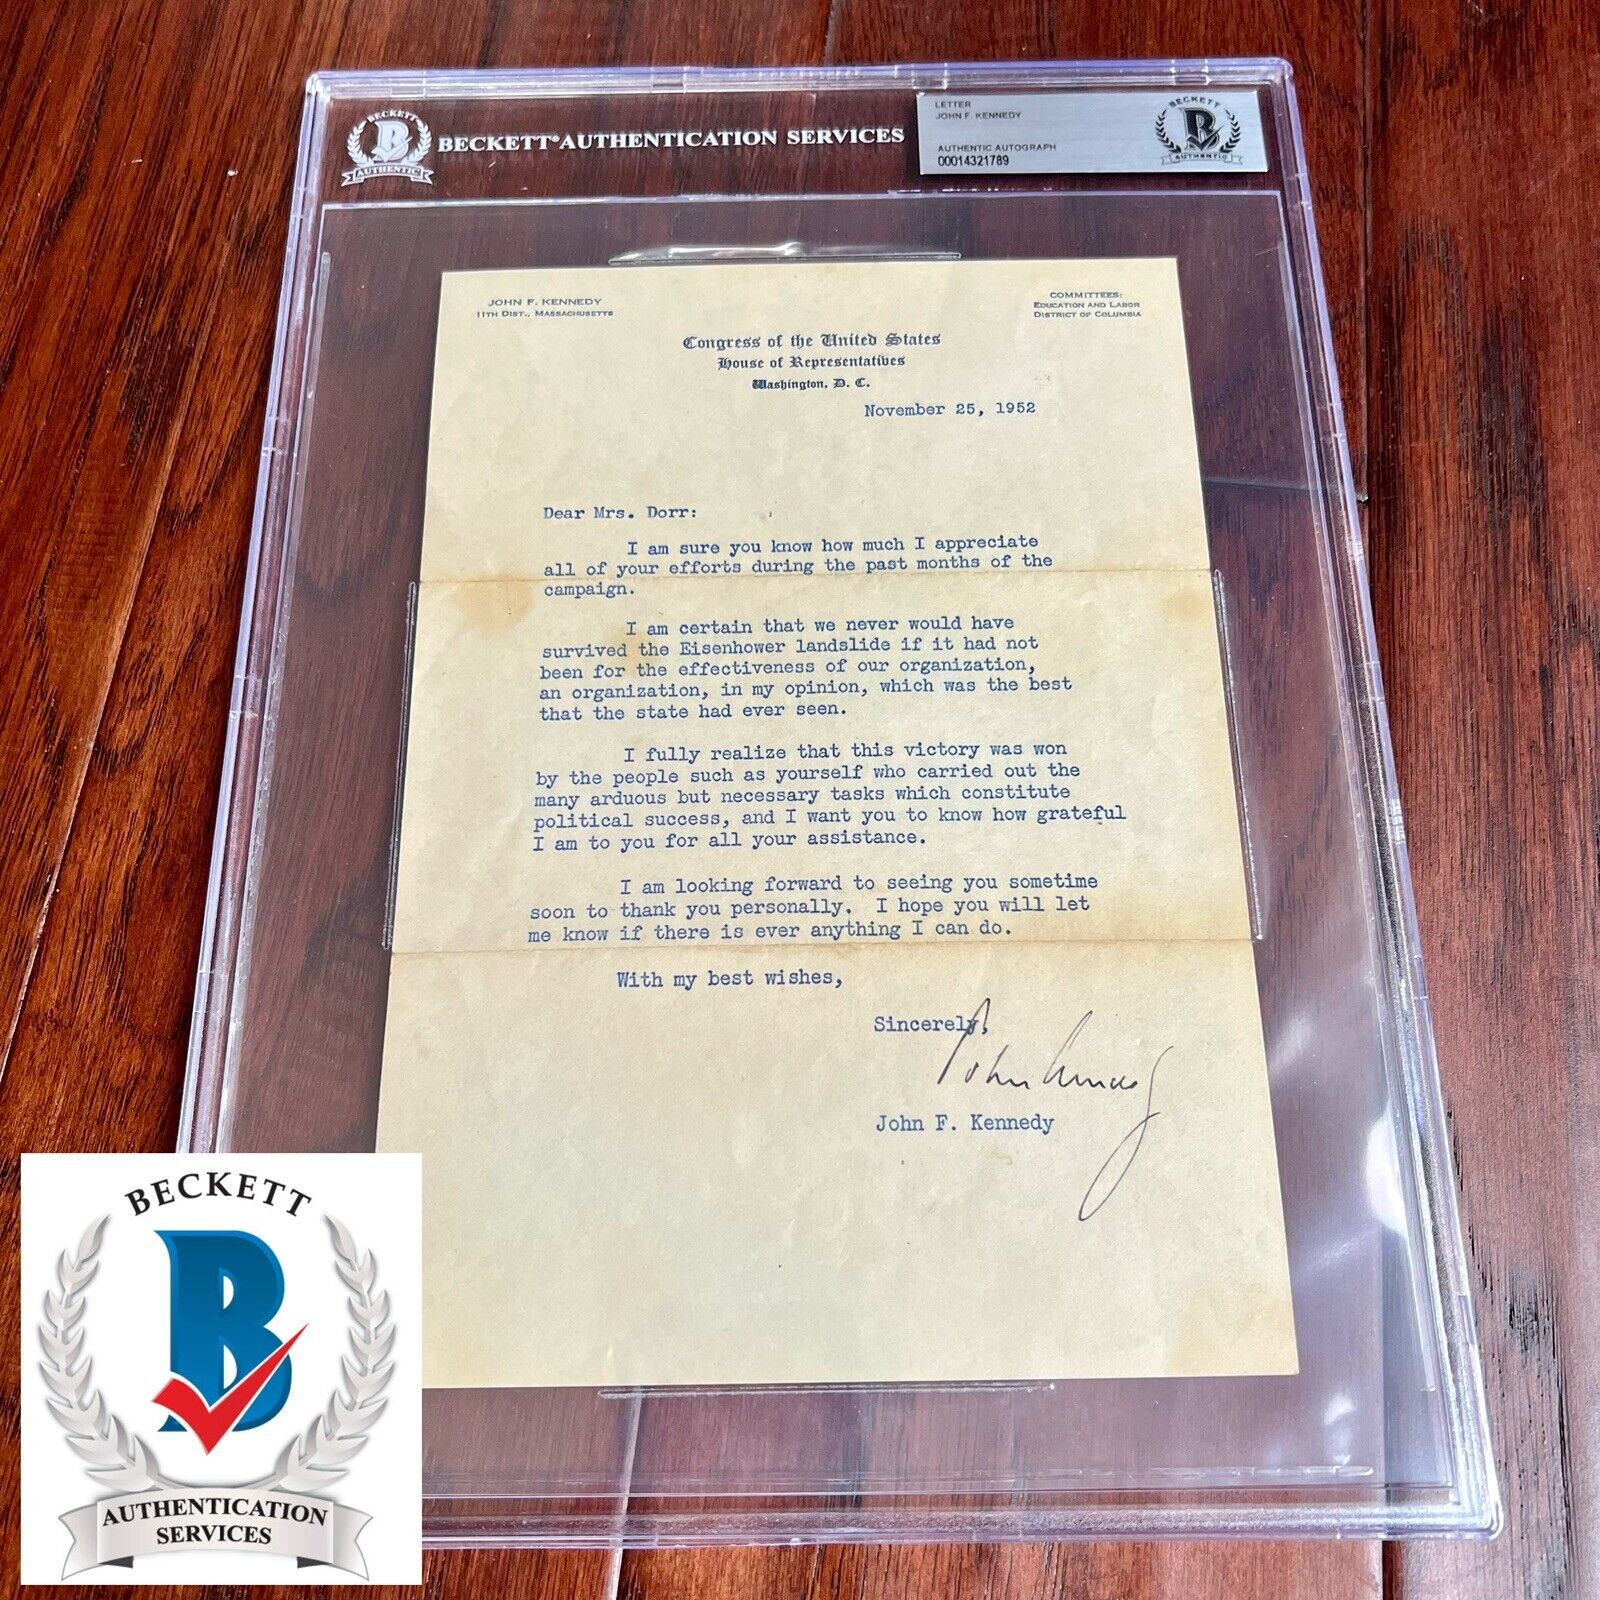 BECKETT
B
AUTHENTIC
BECKETT® AUTHENTICATION SERVICES
LETTER
JOHN F. KENNEDY
AUTHENTIC AUTOGRAPH
00014321789
BECKETT
B
AUTHENTIC
JOHN F. KENNEDY
11TH DIST., MASSACHUSETTS
COMMITTEES:
EDUCATION AND LABOR
DISTRICT OF COLUMBIA
Congress of the United States
House of Representatives
Washington, D. C.
November 25, 1952
Dear Mrs. Dorr:
I am sure you know how much I appreciate
all of your efforts during the past months of the
campaign.
I am certain that we never would have
survived the Eisenhower landslide if it had not
been for the effectiveness of our organization,
an organization, in my opinion, which was the best
that the state had ever seen.
I fully realize that this victory was won
by the people such as yourself who carried out the
many arduous but necessary tasks which constitute
political success, and I want you to know how grateful
I am to you for all your assistance.
I am looking forward to seeing you sometime
soon to thank you personally. I hope you will let
me know if there is ever anything I can do.
With my best wishes,
Sincerely,
John Kennedy
John F. Kennedy
BECKETT
B
AUTHENTICATION
SERVICES